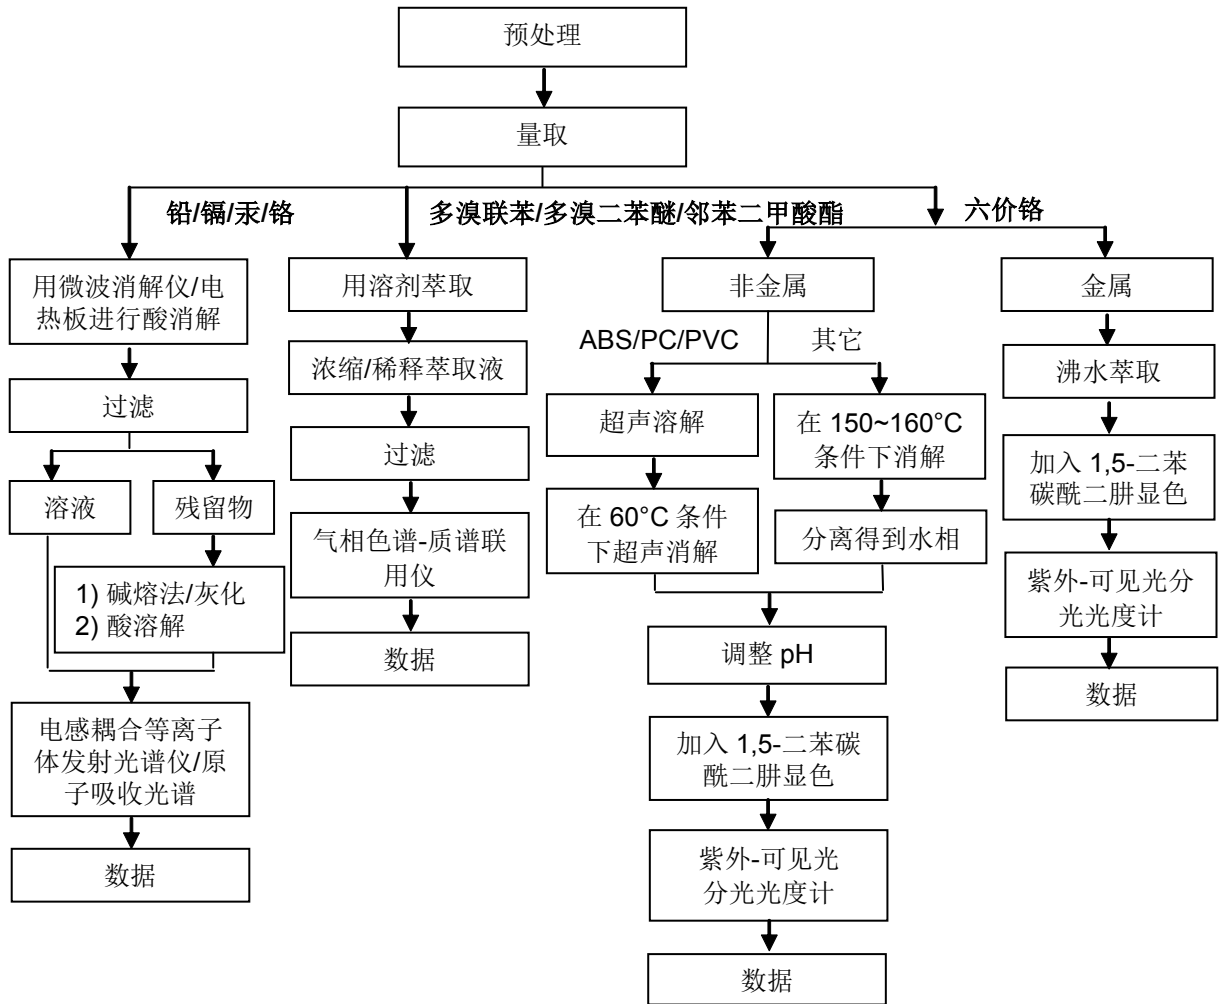 预处理
量取
铅/镉/汞/铬
多溴联苯/多溴二苯醚/邻苯二甲酸酯
六价铬
用微波消解仪/电
热板进行酸消解
过滤
溶液
残留物
1) 碱熔法/灰化
2) 酸溶解
电感耦合等离子
体发射光谱仪/原
子吸收光谱
数据
用溶剂萃取
浓缩/稀释萃取液
过滤
气相色谱-质谱联
用仪
数据
非金属
ABS/PC/PVC
其它
超声溶解
在 60°C 条件
下超声消解
在 150~160°C
条件下消解
分离得到水相
调整 pH
加入 1,5-二苯碳
酰二肼显色
紫外-可见光
分光光度计
数据
金属
沸水萃取
加入 1,5-二苯
碳酰二肼显色
紫外-可见光分
光光度计
数据